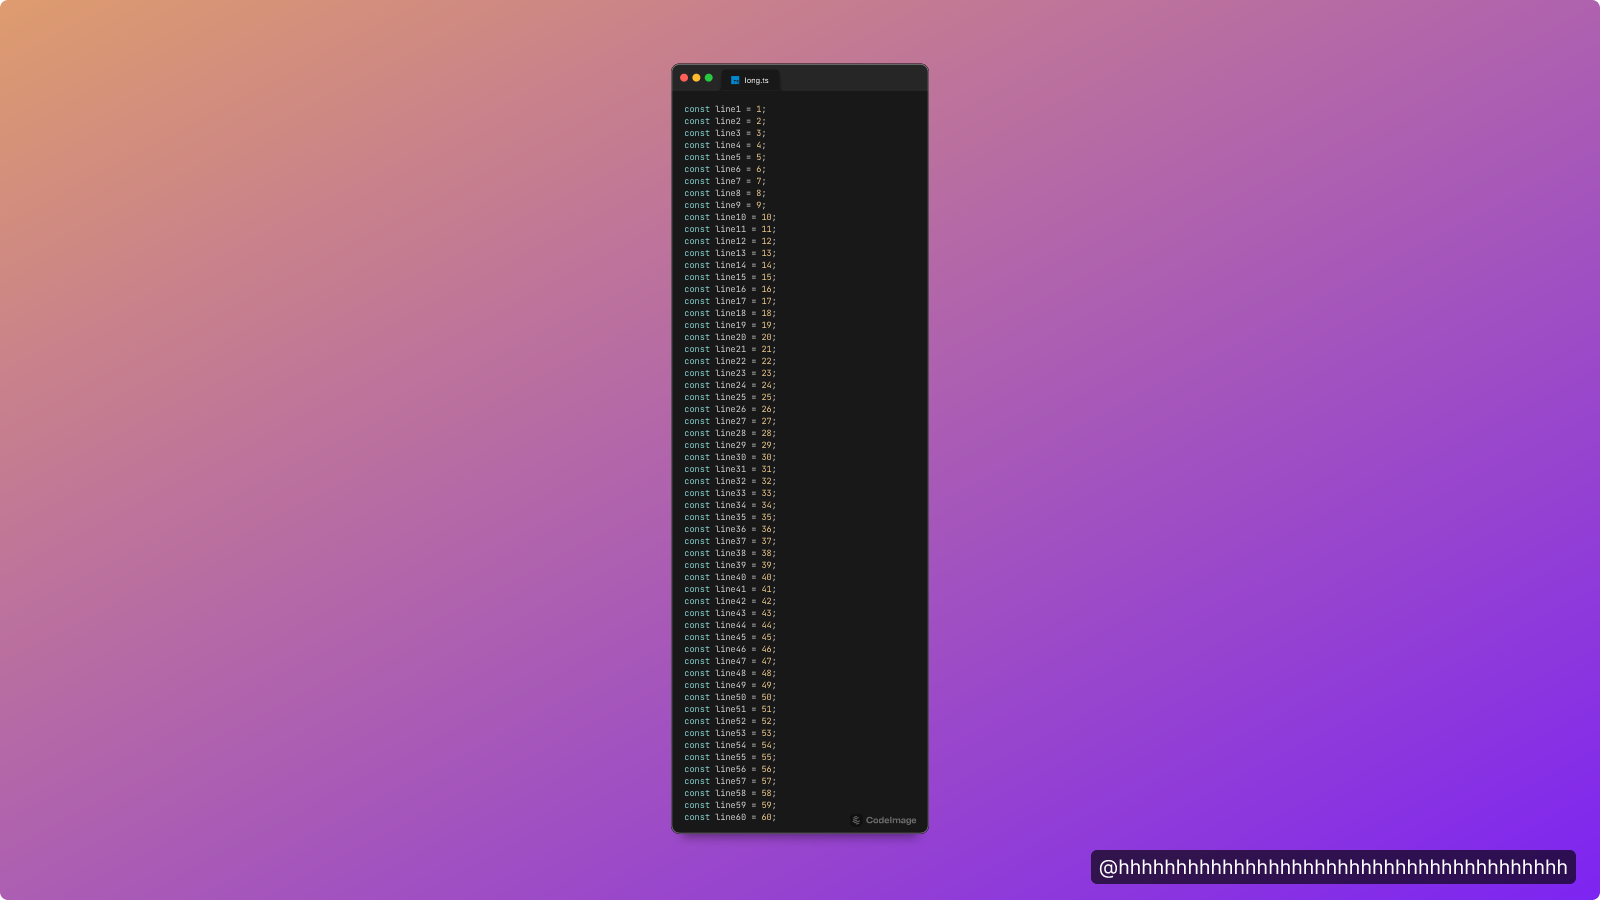 long.ts
const line1 = 1;
const line2 = 2;
const line3 = 3;
const line4 = 4;
const line5 = 5;
const line6 = 6;
const line7 = 7;
const line8 = 8;
const line9 = 9;
const line10 = 10;
const line11 = 11;
const line12 = 12;
const line13 = 13;
const line14 = 14;
const line15 = 15;
const line16 = 16;
const line17 = 17;
const line18 = 18;
const line19 = 19;
const line20 = 20;
const line21 = 21;
const line22 = 22;
const line23 = 23;
const line24 = 24;
const line25 = 25;
const line26 = 26;
const line27 = 27;
const line28 = 28;
const line29 = 29;
const line30 = 30;
const line31 = 31;
const line32 = 32;
const line33 = 33;
const line34 = 34;
const line35 = 35;
const line36 = 36;
const line37 = 37;
const line38 = 38;
const line39 = 39;
const line40 = 40;
const line41 = 41;
const line42 = 42;
const line43 = 43;
const line44 = 44;
const line45 = 45;
const line46 = 46;
const line47 = 47;
const line48 = 48;
const line49 = 49;
const line50 = 50;
const line51 = 51;
const line52 = 52;
const line53 = 53;
const line54 = 54;
const line55 = 55;
const line56 = 56;
const line57 = 57;
const line58 = 58;
const line59 = 59;
const line60 = 60;
CodeImage
@hhhhhhhhhhhhhhhhhhhhhhhhhhhhhhhhhhhhhhh